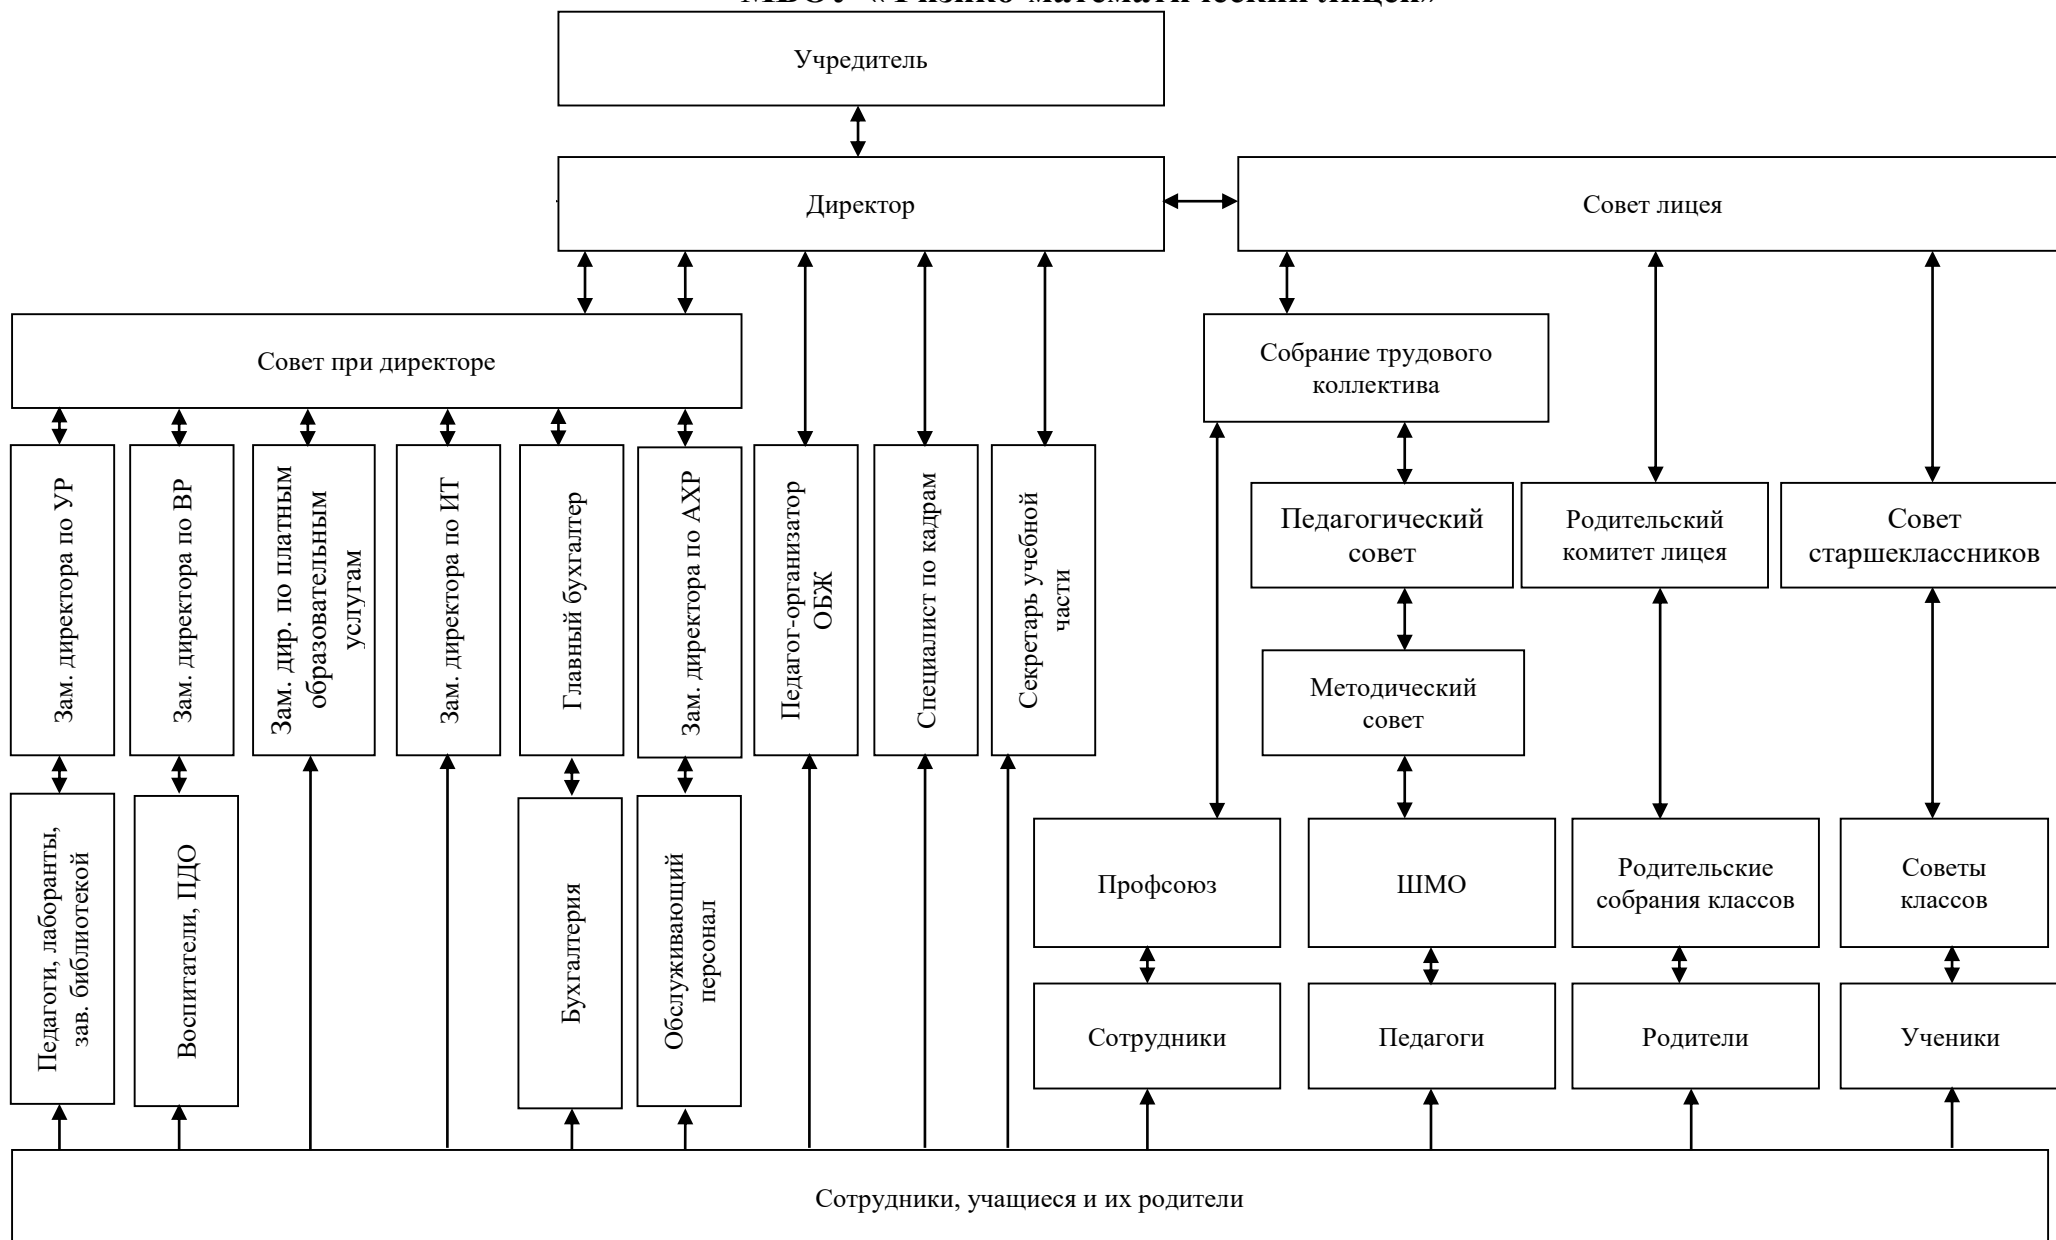 МБОУ «Физико-математический лицей»
Учредитель
Директор
Совет лицея
Совет при директоре
Собрание трудового
коллектива
Зам. директора по УР
Зам. директора по ВР
Зам. дир. по платным
образовательным
услугам
Зам. директора по ИТ
Главный бухгалтер
Зам. директора по АХР
Педагог-организатор
ОБЖ
Специалист по кадрам
Секретарь учебной
части
Педагогический
совет
Родительский
комитет лицея
Совет
старшеклассников
Методический
совет
Педагоги, лаборанты,
зав. библиотекой
Воспитатели, ПДО
Бухгалтерия
Обслуживающий
персонал
Профсоюз
ШМО
Родительские
собрания классов
Советы
классов
Сотрудники
Педагоги
Родители
Ученики
Сотрудники, учащиеся и их родители